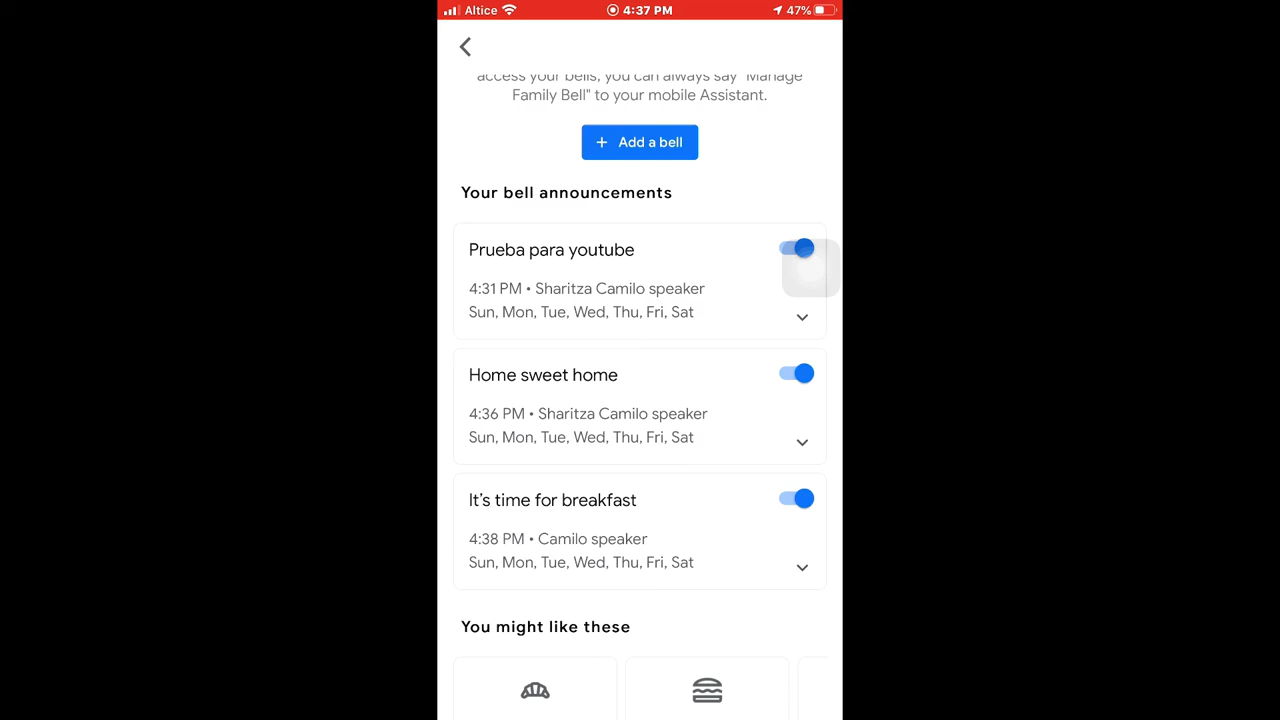 Altice 4:37 PM 47%
access your bells, you can always say "Manage
Family Bell" to your mobile Assistant.
+ Add a bell
Your bell announcements
Prueba para youtube
4:31 PM • Sharitza Camilo speaker
Sun, Mon, Tue, Wed, Thu, Fri, Sat
Home sweet home
4:36 PM • Sharitza Camilo speaker
Sun, Mon, Tue, Wed, Thu, Fri, Sat
It's time for breakfast
4:38 PM • Camilo speaker
Sun, Mon, Tue, Wed, Thu, Fri, Sat
You might like these